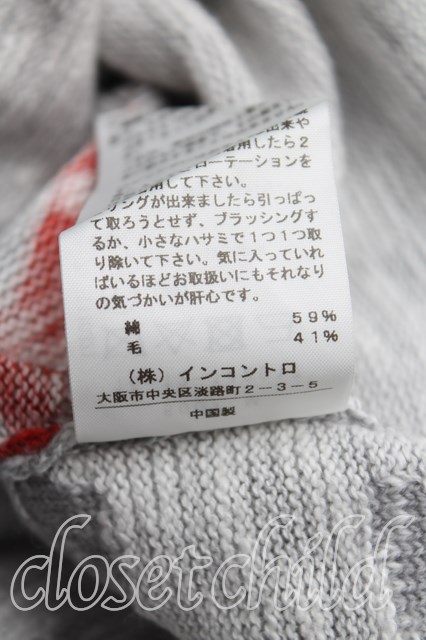 出来や
着用したら2
ローテーションを
用して下さい。
リングが出来ましたら引っぱっ
て取ろうとせず、ブラッシングす
るか、小さなハサミで1つ1つ取
り除いて下さい。気に入っていれ
ばいるほどお取扱いにもそれなり
の気づかいが肝心です。
綿 59%
毛 41%
(株)インコントロ
大阪市中央区淡路町2-3-5
中国製
closet child